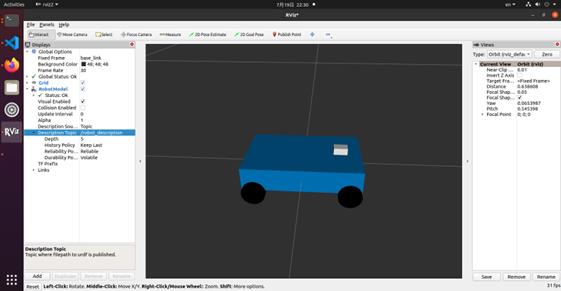 Activities
rviz2
7月19日 22:30
en
RViz*
File Panels Help
Interact Move Camera Select Focus Camera Measure 2D Pose Estimate 2D Goal Pose Publish Point
Displays
Global Options
Fixed Frame base_link
Background Color 48; 48; 48
Frame Rate 30
Global Status: Ok
Grid
RobotModel
Status: Ok
Visual Enabled
Collision Enabled
Update Interval 0
Alpha 1
Description Sou... Topic
Description Topic /robot_description
Depth 5
History Policy Keep Last
Reliability Po... Reliable
Durability Po... Volatile
TF Prefix
Links
Description Topic
Topic where filepath to urdf is published.
Add Duplicate Remove Rename
Reset Left-Click: Rotate. Middle-Click: Move X/Y. Right-Click/Mouse Wheel: Zoom. Shift: More options.
31 fps
Views
Type: Orbit (rviz_defau Zero
Current View Orbit (rviz)
Near Clip ... 0.01
Invert Z Axis
Target Fra... <Fixed Frame>
Distance 0.638608
Focal Shap... 0.05
Focal Shap...
Yaw 0.0653987
Pitch 0.545398
Focal Point 0; 0; 0
Save Remove Rename
RViz